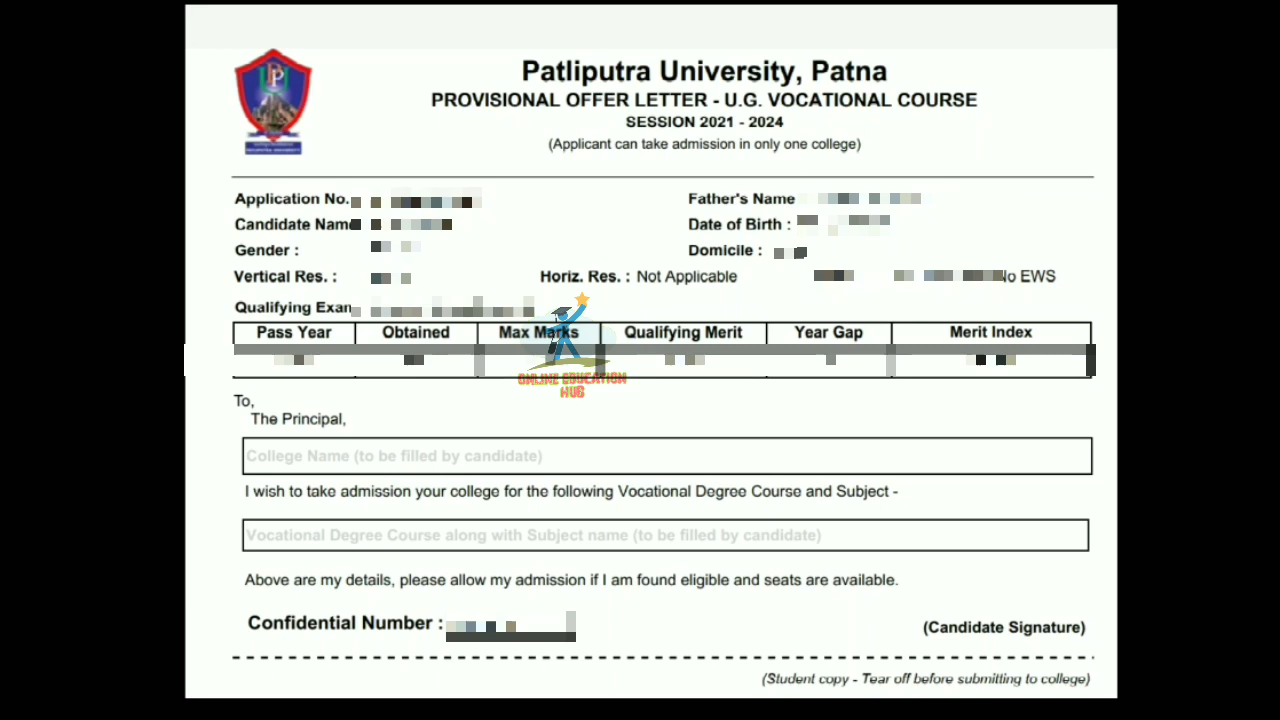 Patliputra University, Patna
PROVISIONAL OFFER LETTER - U.G. VOCATIONAL COURSE
SESSION 2021 - 2024
(Applicant can take admission in only one college)
Application No. Father's Name
Candidate Name Date of Birth :
Gender : Domicile :
Vertical Res. : Horiz. Res. : Not Applicable No EWS
Qualifying Exam
Pass Year Obtained Max Marks Qualifying Merit Year Gap Merit Index
ONLINE EDUCATION
HUB
To,
The Principal,
College Name (to be filled by candidate)
I wish to take admission your college for the following Vocational Degree Course and Subject -
Vocational Degree Course along with Subject name (to be filled by candidate)
Above are my details, please allow my admission if I am found eligible and seats are available.
Confidential Number :
(Candidate Signature)
(Student copy - Tear off before submitting to college)